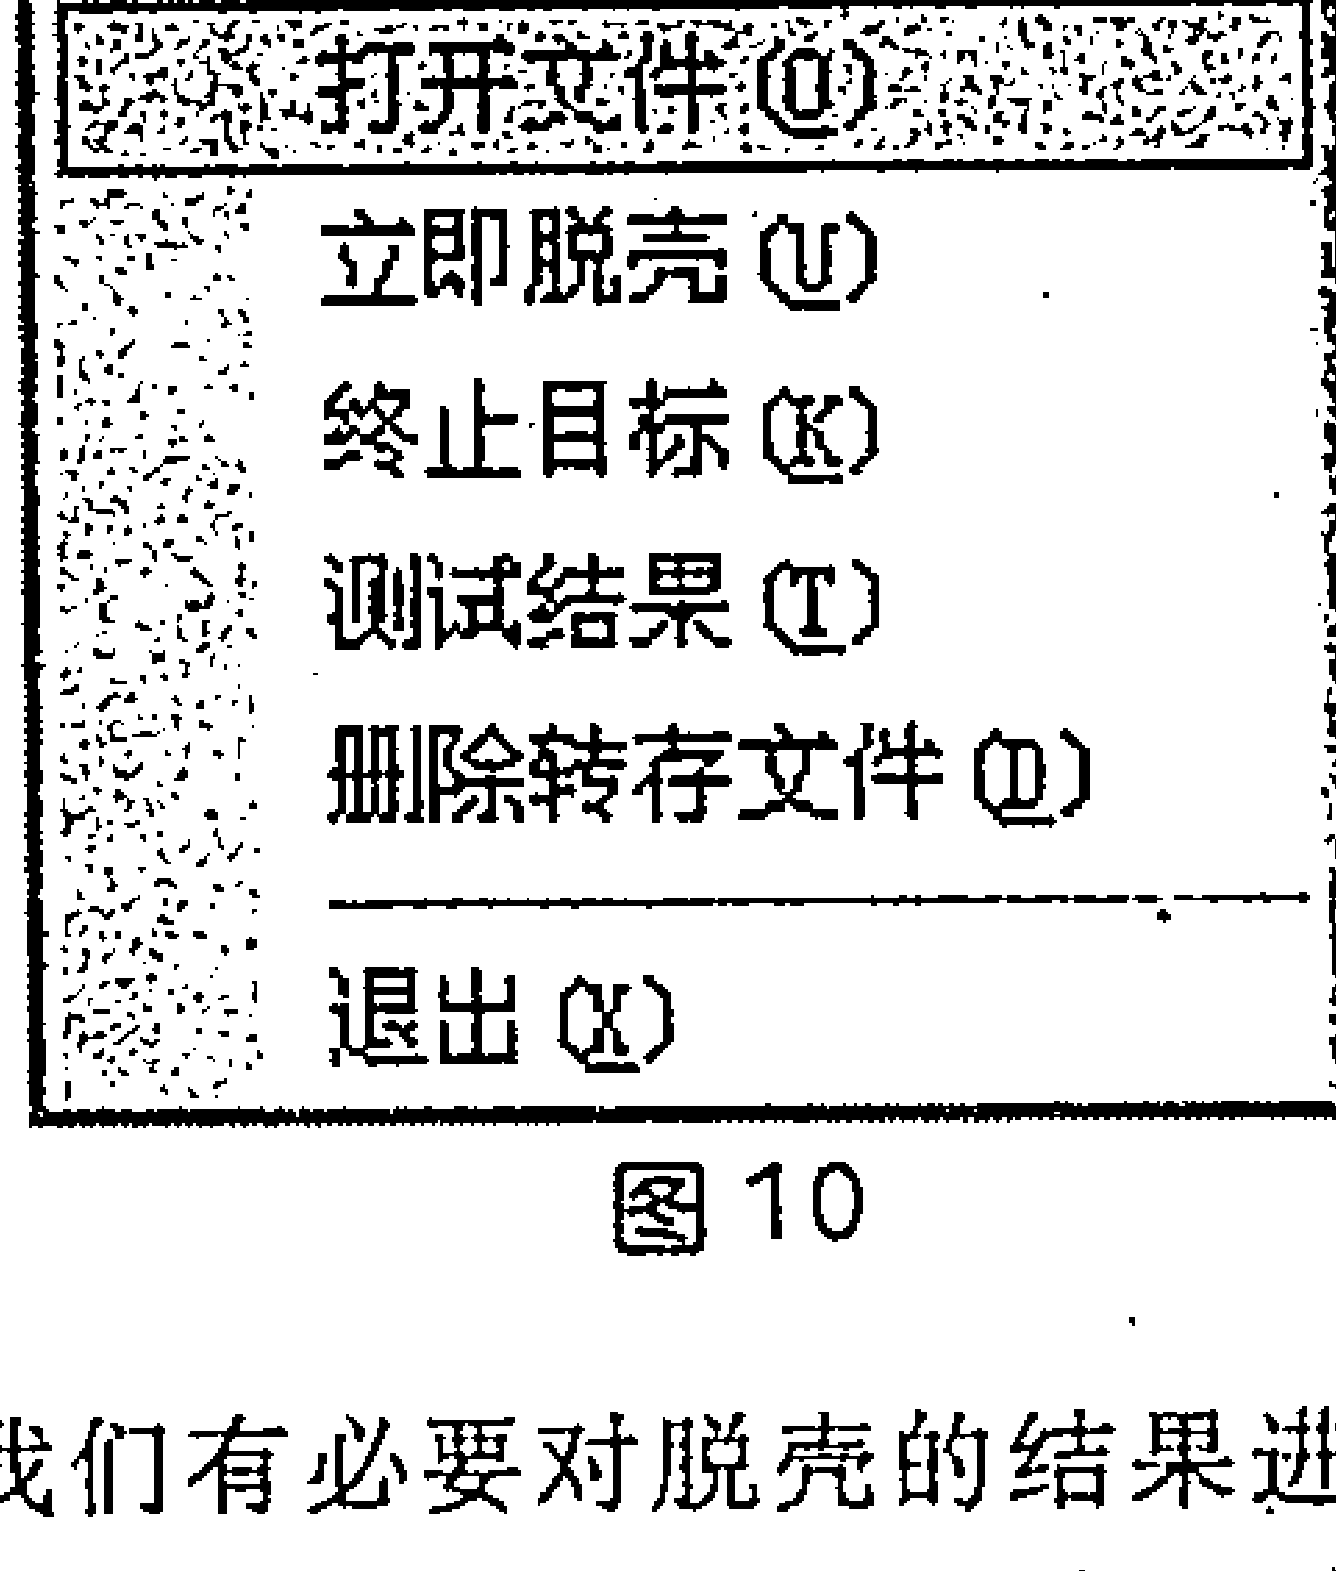 打开文件(O)
立即脱壳(U)
终止目标(K)
测试结果(T)
删除转存文件(D)
退出(X)
图10
我们有必要对脱壳的结果进